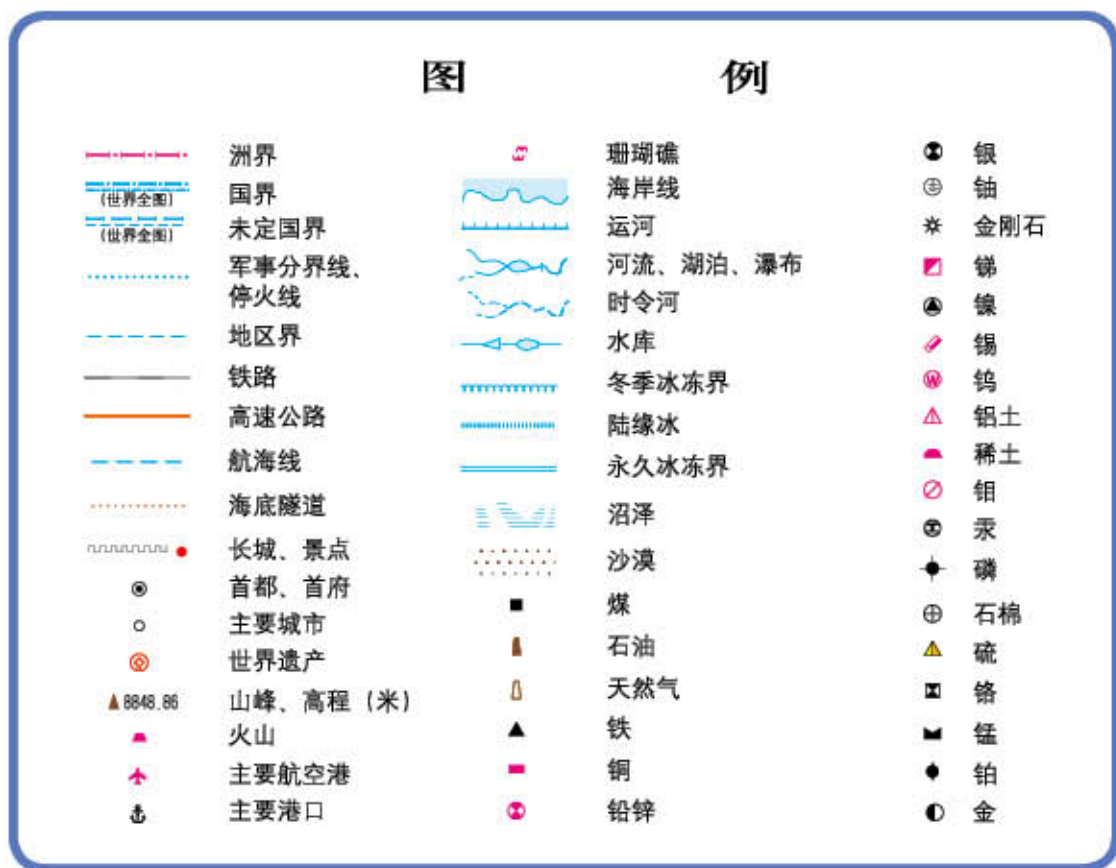 图 例
洲界
(世界全图)
国界
(世界全图)
未定国界
军事分界线、
停火线
地区界
铁路
高速公路
航海线
海底隧道
长城、景点
首都、首府
主要城市
世界遗产
8848.86 山峰、高程(米)
火山
主要航空港
主要港口
珊瑚礁
海岸线
运河
河流、湖泊、瀑布
时令河
水库
冬季冰冻界
陆缘冰
永久冰冻界
沼泽
沙漠
煤
石油
天然气
铁
铜
铅锌
银
铀
金刚石
锑
镍
锡
W 钨
铝土
稀土
钼
汞
磷
石棉
硫
铬
锰
铂
金